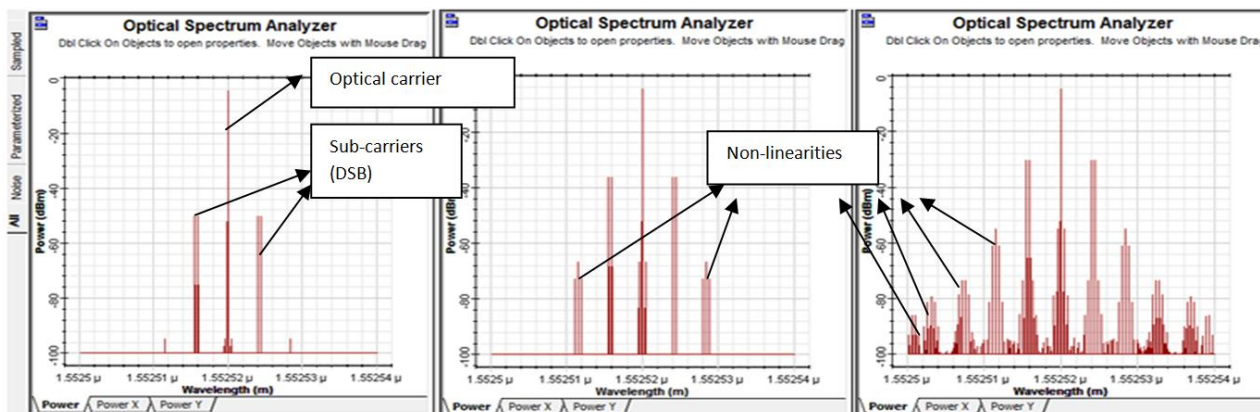 Optical Spectrum Analyzer
Dbl Click On Objects to open properties. Move Objects with Mouse Drag
Sampled
Parameterized
Noise
All
Optical carrier
Sub-carriers
(DSB)
Power (dBm)
0
-20
-40
-60
-80
-100
1.5525 µ
1.55251 µ
1.55252 µ
1.55253 µ
1.55254 µ
Wavelength (m)
Power
Power X
Power Y
Optical Spectrum Analyzer
Dbl Click On Objects to open properties. Move Objects with Mouse Drag
Non-linearities
Power (dBm)
0
-20
-40
-60
-80
-100
1.5525 µ
1.55251 µ
1.55252 µ
1.55253 µ
1.55254 µ
Wavelength (m)
Power
Power X
Power Y
Optical Spectrum Analyzer
Dbl Click On Objects to open properties. Move Objects with Mouse Drag
Power (dBm)
0
-20
-40
-60
-80
-100
1.5525 µ
1.55251 µ
1.55252 µ
1.55253 µ
1.55254 µ
Wavelength (m)
Power
Power X
Power Y